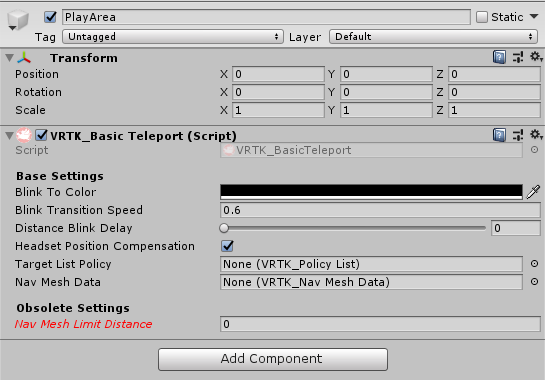 PlayArea Static
Tag Untagged Layer Default
Transform
Position X 0 Y 0 Z 0
Rotation X 0 Y 0 Z 0
Scale X 1 Y 1 Z 1
VRTK_Basic Teleport (Script)
Script VRTK_BasicTeleport
Base Settings
Blink To Color
Blink Transition Speed 0.6
Distance Blink Delay 0
Headset Position Compensation
Target List Policy None (VRTK_Policy List)
Nav Mesh Data None (VRTK_Nav Mesh Data)
Obsolete Settings
Nav Mesh Limit Distance 0
Add Component